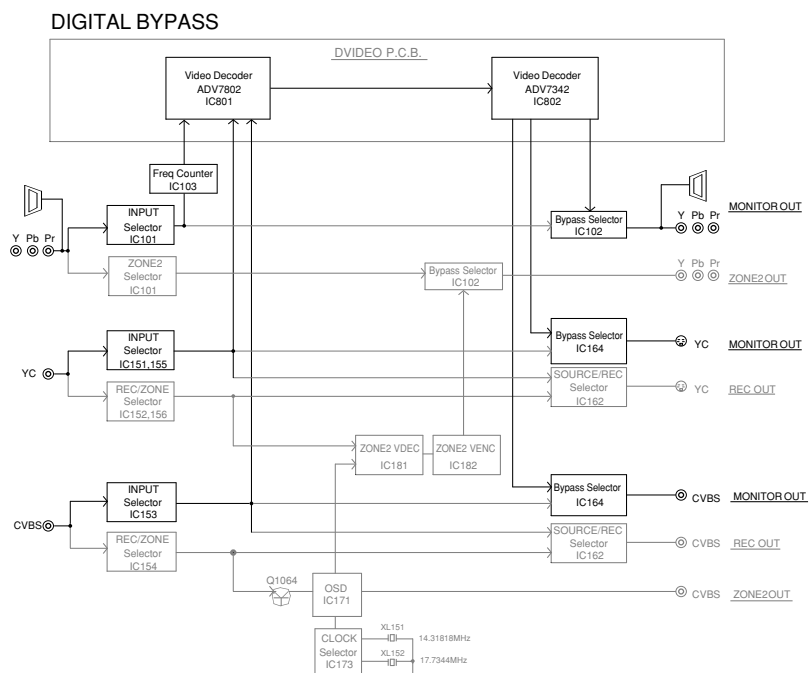 DIGITAL BYPASS
DVIDEO P.C.B.
Video Decoder
ADV7802
IC801
Video Decoder
ADV7342
IC802
Freq Counter
IC103
Y Pb Pr
INPUT
Selector
IC101
Bypass Selector
IC102
Y Pb Pr
MONITOR OUT
ZONE2
Selector
IC101
Bypass Selector
IC102
Y Pb Pr
ZONE2OUT
YC
INPUT
Selector
IC151,155
Bypass Selector
IC164
YC
MONITOR OUT
REC/ZONE
Selector
IC152,156
SOURCE/REC
Selector
IC162
YC
REC OUT
ZONE2 VDEC
IC181
ZONE2 VENC
IC182
CVBS
INPUT
Selector
IC153
Bypass Selector
IC164
CVBS
MONITOR OUT
REC/ZONE
Selector
IC154
SOURCE/REC
Selector
IC162
CVBS
REC OUT
Q1064
OSD
IC171
CVBS
ZONE2OUT
CLOCK
Selector
IC173
XL151
14.31818MHz
XL152
17.7344MHz